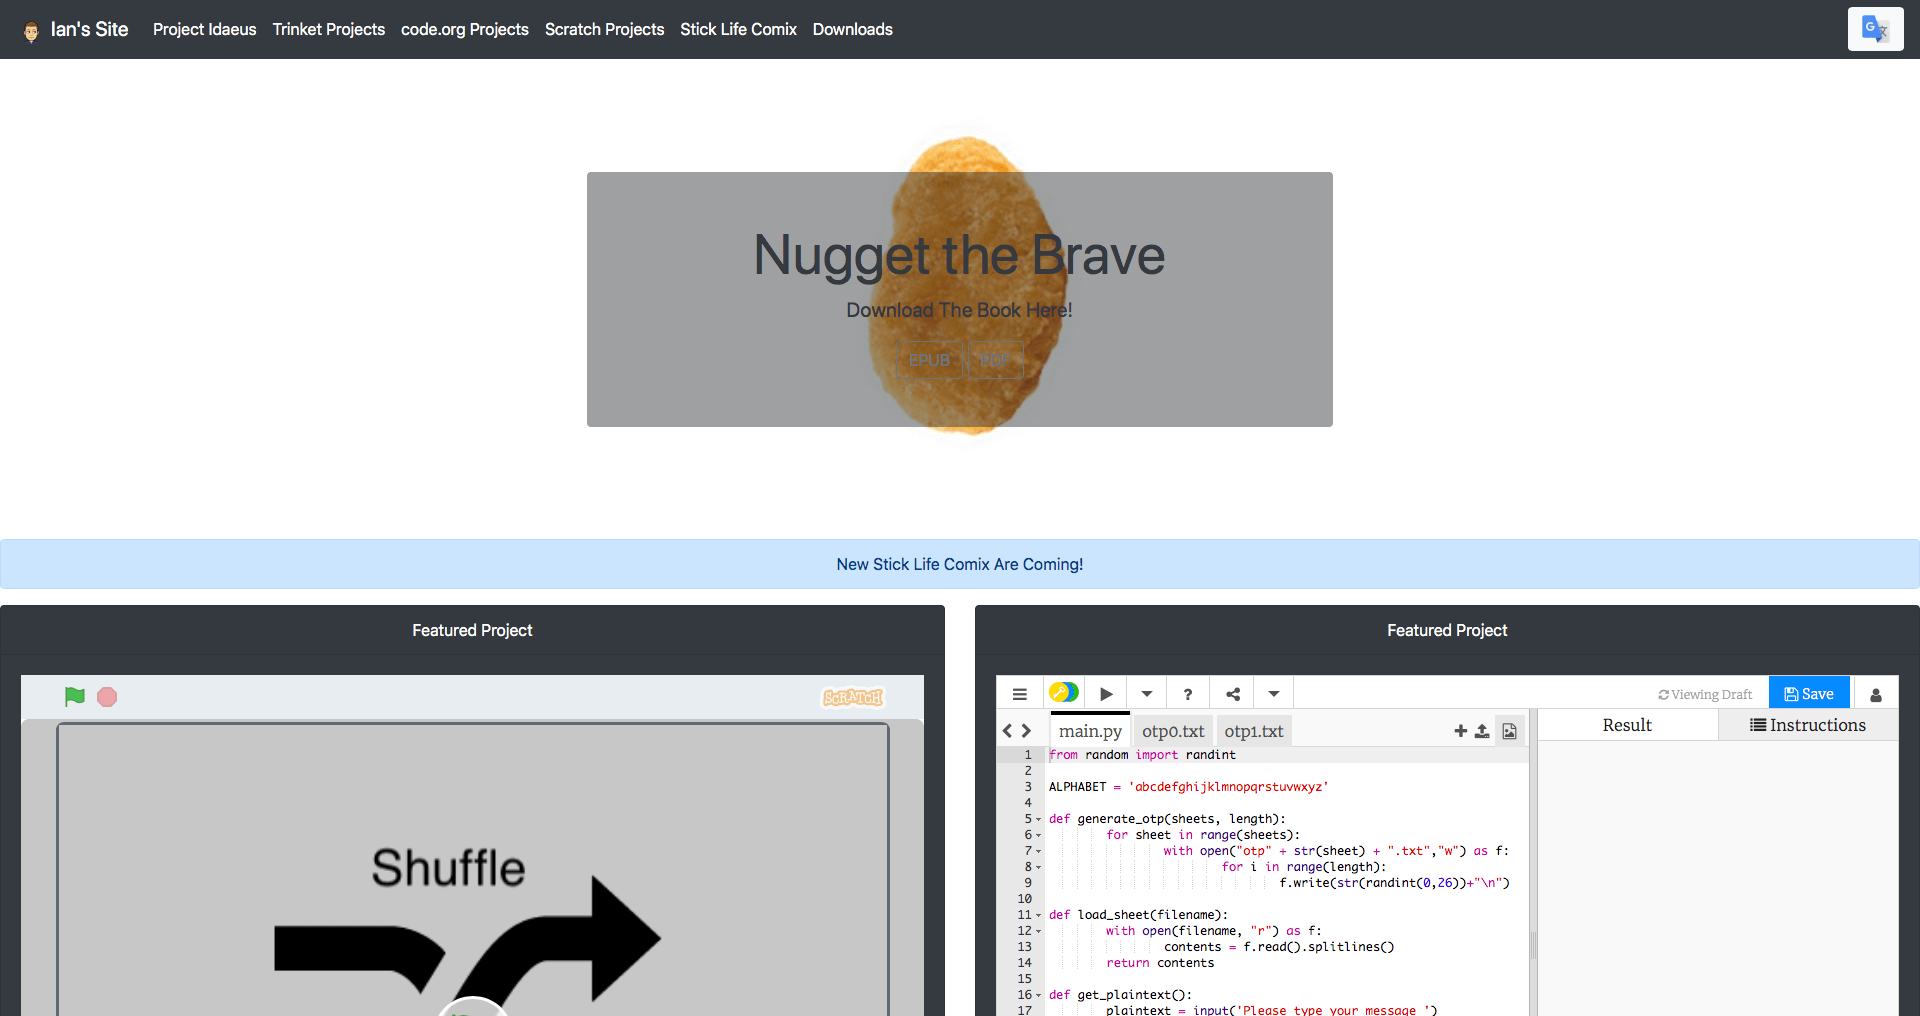 Ian's Site Project Idaeus Trinket Projects code.org Projects Scratch Projects Stick Life Comix Downloads
G
Nugget the Brave
Download The Book Here!
EPUB PDF
New Stick Life Comix Are Coming!
Featured Project
SCRATCH
Shuffle
Featured Project
? Viewing Draft Save
main.py otp0.txt otp1.txt
Result Instructions
1 from random import randint
2
3 ALPHABET = 'abcdefghijklmnopqrstuvwxyz'
4
5 def generate_otp(sheets, length):
6 for sheet in range(sheets):
7 with open("otp" + str(sheet) + ".txt","w") as f:
8 for i in range(length):
9 f.write(str(randint(0,26))+"\n")
10
11 def load_sheet(filename):
12 with open(filename, "r") as f:
13 contents = f.read().splitlines()
14 return contents
15
16 def get_plaintext():
17 plaintext = input('Please type your message ')